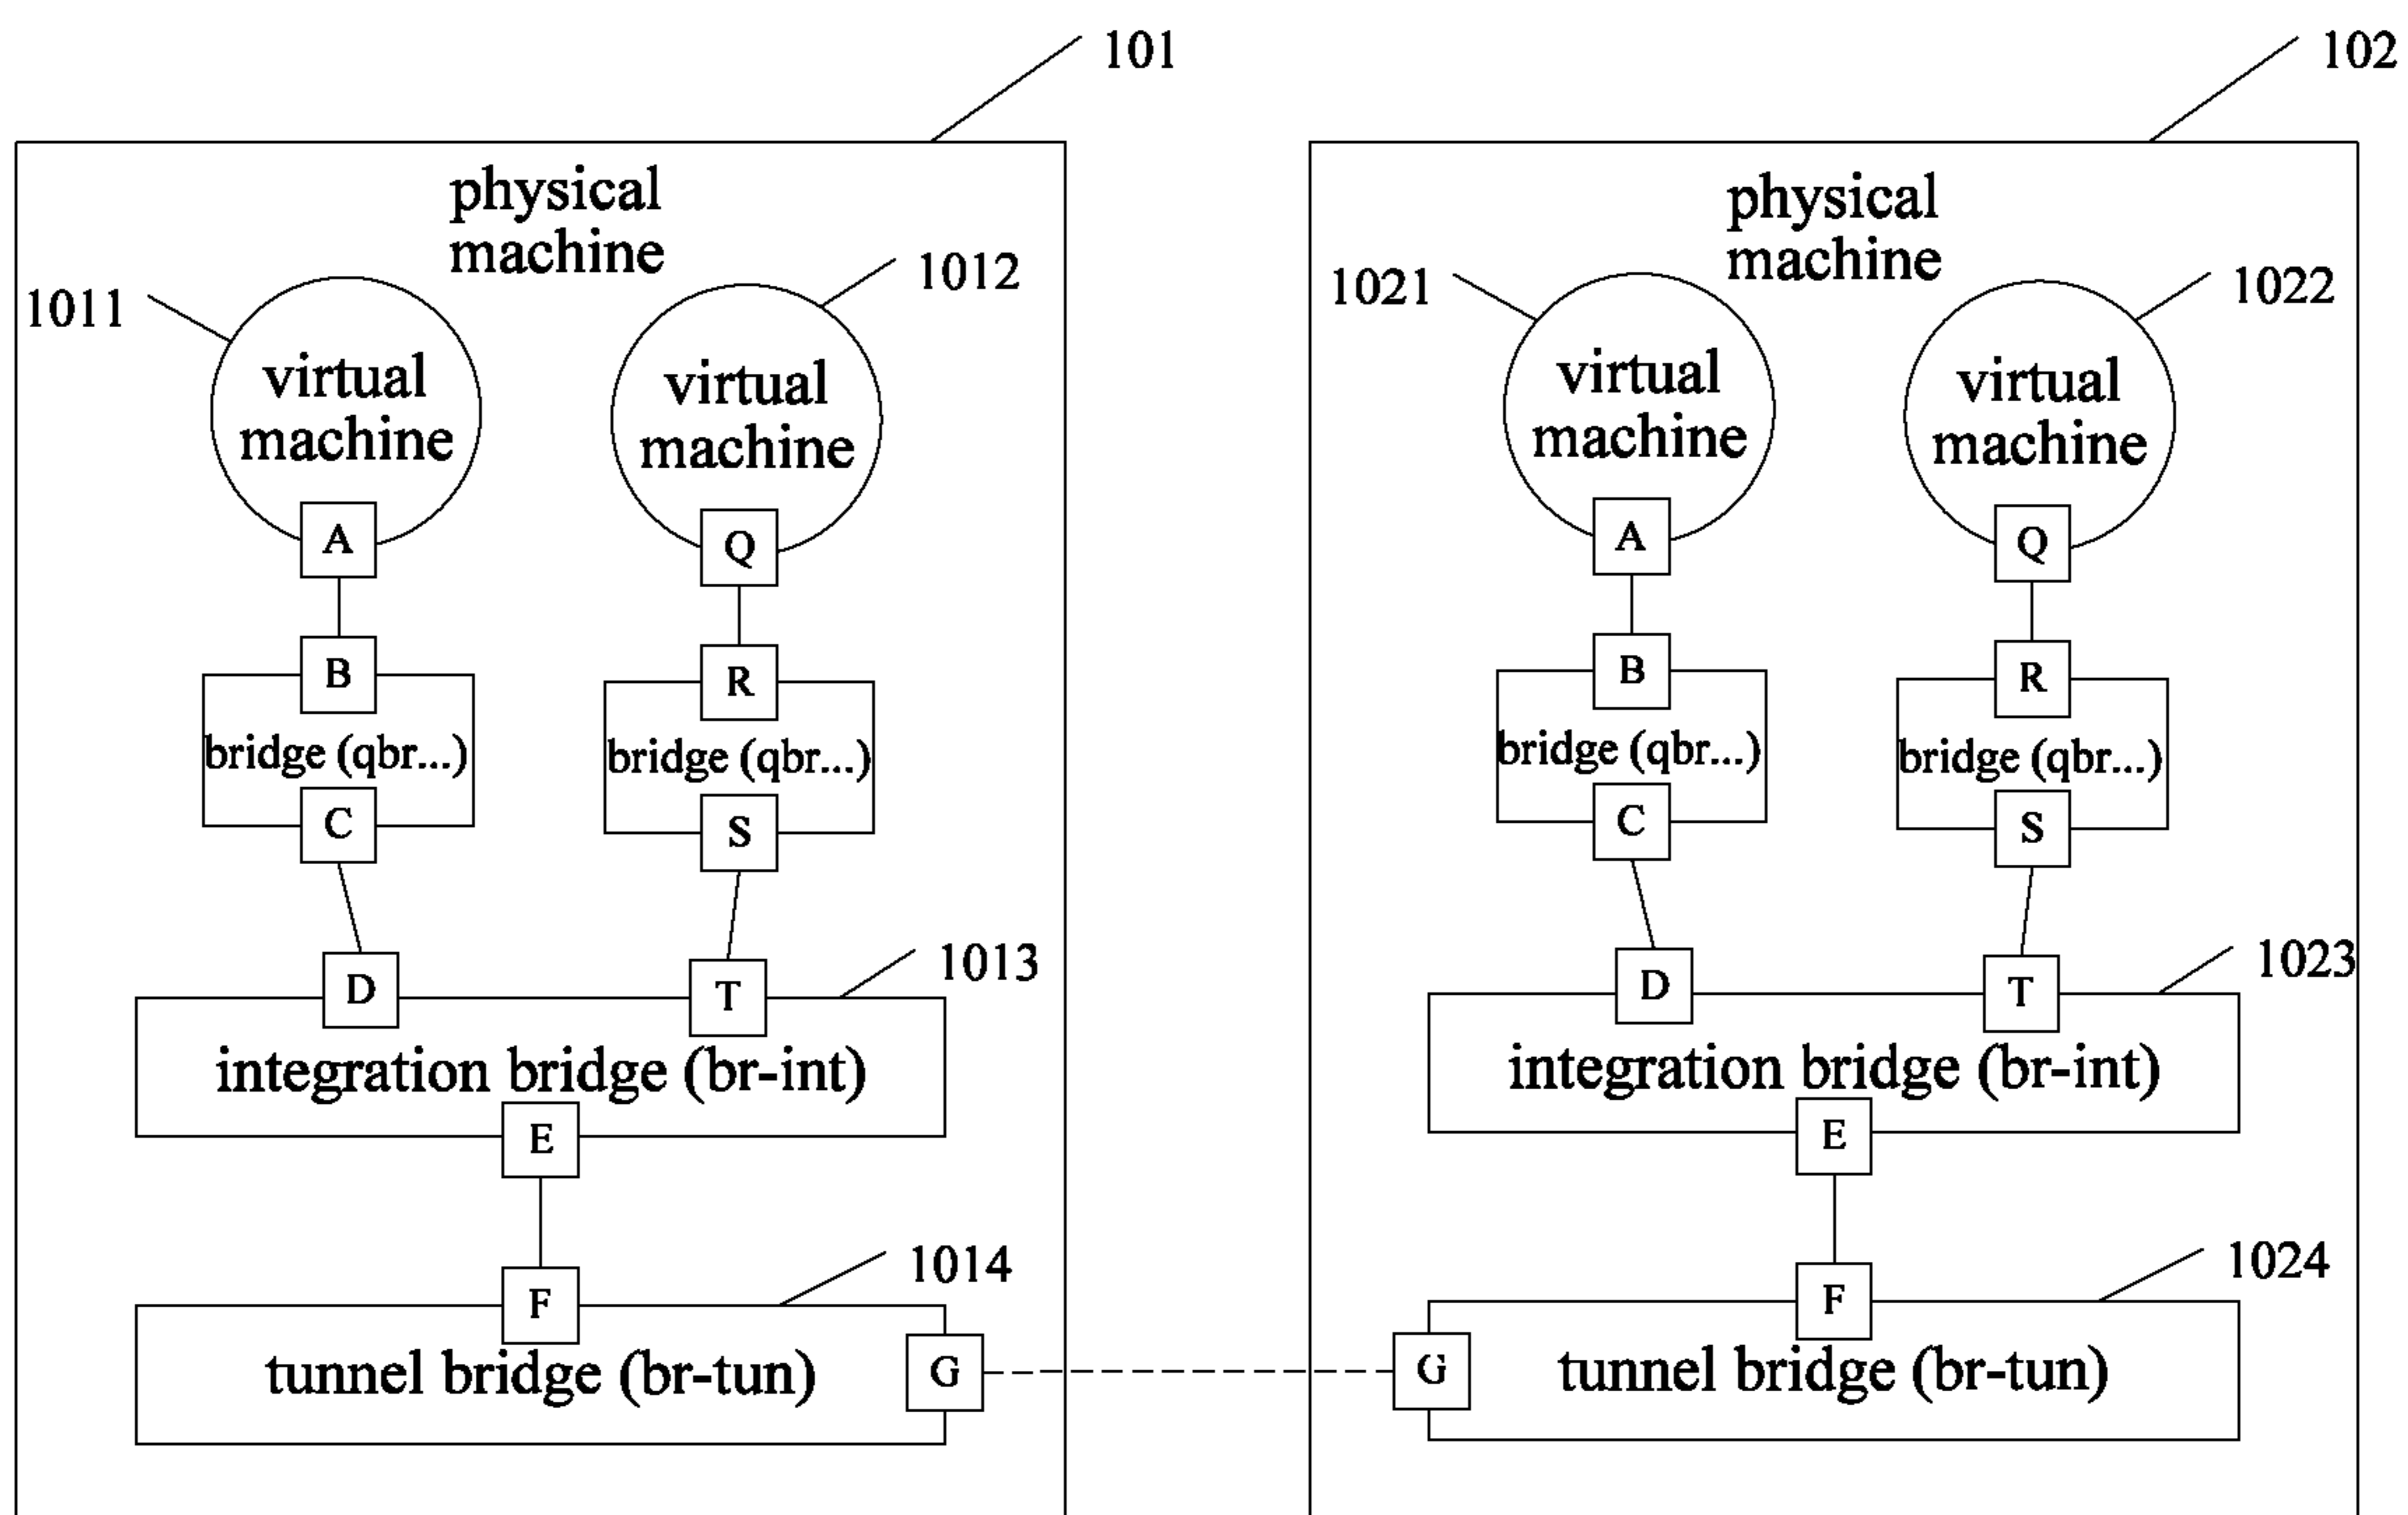 101
102
physical
machine
physical
machine
1011
1012
1021
1022
virtual
machine
virtual
machine
virtual
machine
virtual
machine
A
Q
A
Q
B
R
B
R
bridge (qbr...)
bridge (qbr...)
bridge (qbr...)
bridge (qbr...)
C
S
C
S
D
T
1013
D
T
1023
integration bridge (br-int)
integration bridge (br-int)
E
E
1014
1024
F
F
tunnel bridge (br-tun)
G
G
tunnel bridge (br-tun)